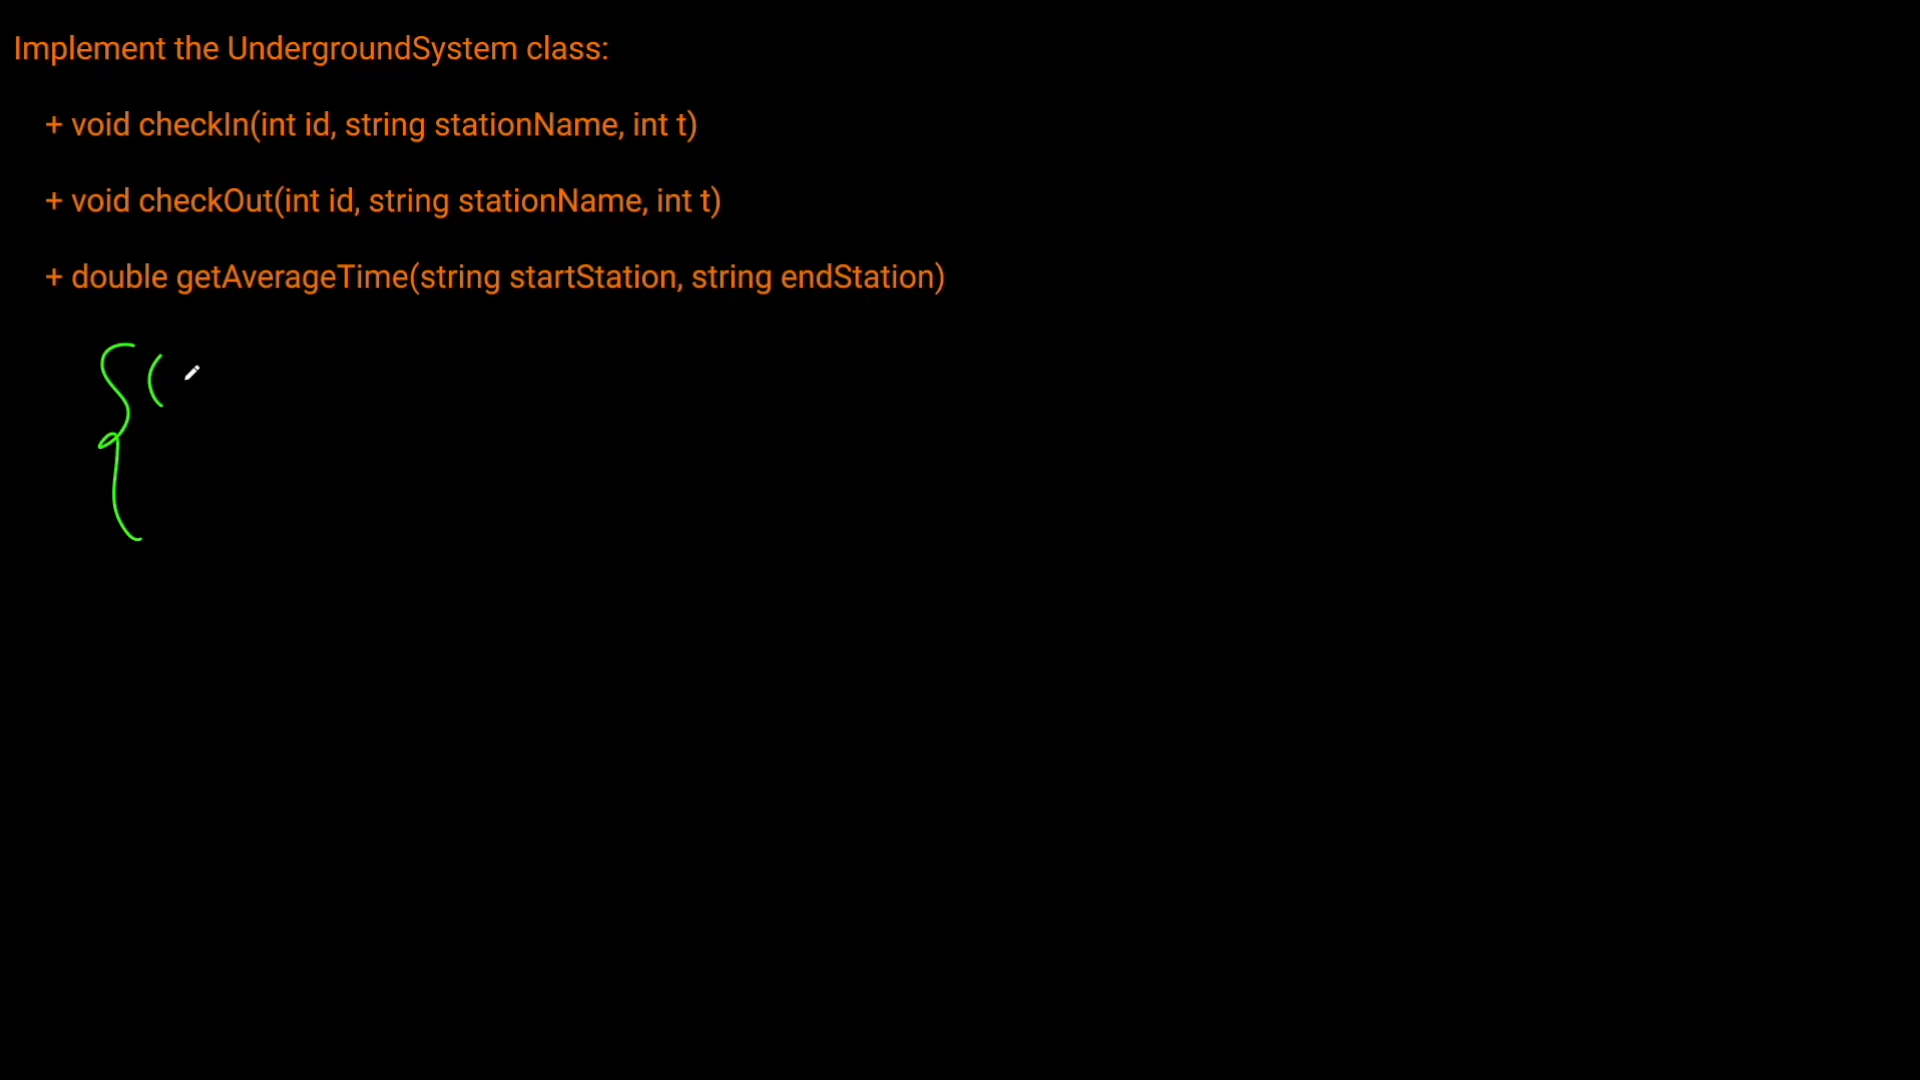 Implement the UndergroundSystem class:
+ void checkIn(int id, string stationName, int t)
+ void checkOut(int id, string stationName, int t)
+ double getAverageTime(string startStation, string endStation)
{ (